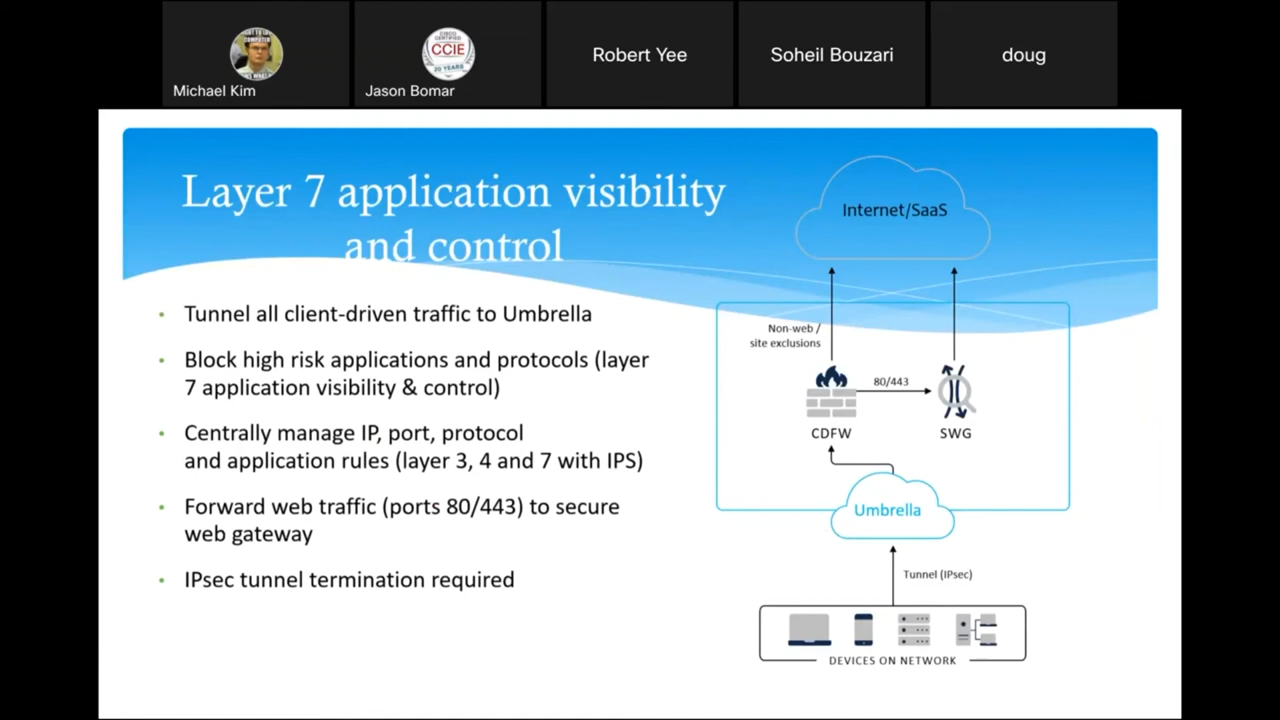 CISCO
CERTIFIED
CCIE
20 YEARS
Michael Kim
Jason Bomar
Robert Yee
Soheil Bouzari
doug
Layer 7 application visibility
and control
Tunnel all client-driven traffic to Umbrella
Block high risk applications and protocols (layer
7 application visibility & control)
Centrally manage IP, port, protocol
and application rules (layer 3, 4 and 7 with IPS)
Forward web traffic (ports 80/443) to secure
web gateway
IPsec tunnel termination required
Internet/SaaS
Non-web /
site exclusions
80/443
CDFW
SWG
Umbrella
Tunnel (IPsec)
DEVICES ON NETWORK